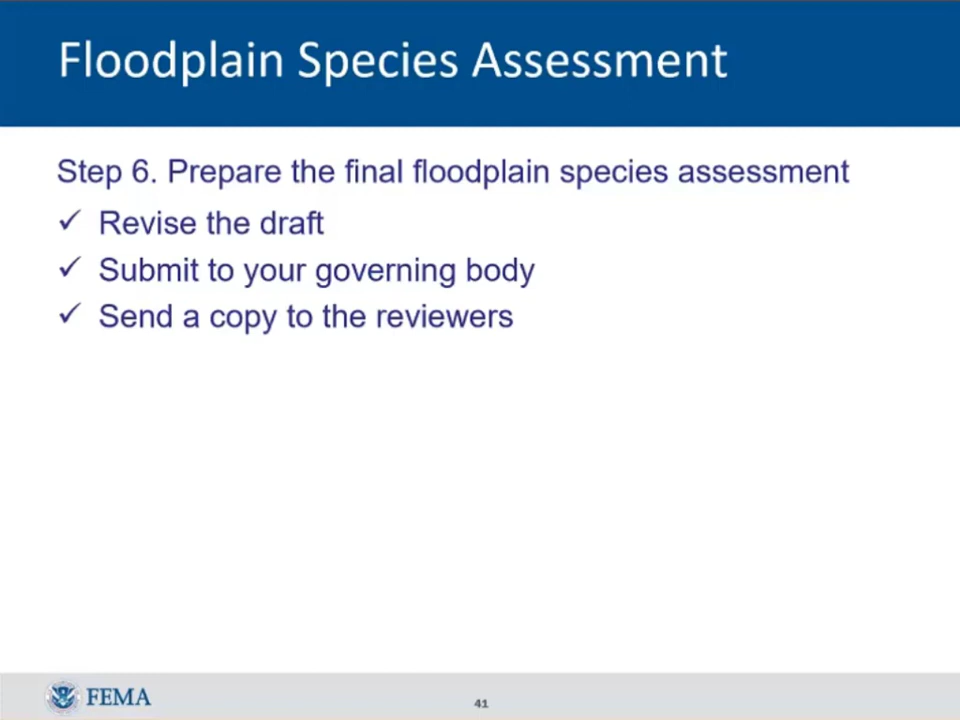 Floodplain Species Assessment
Step 6. Prepare the final floodplain species assessment
✓ Revise the draft
✓ Submit to your governing body
✓ Send a copy to the reviewers
FEMA
41